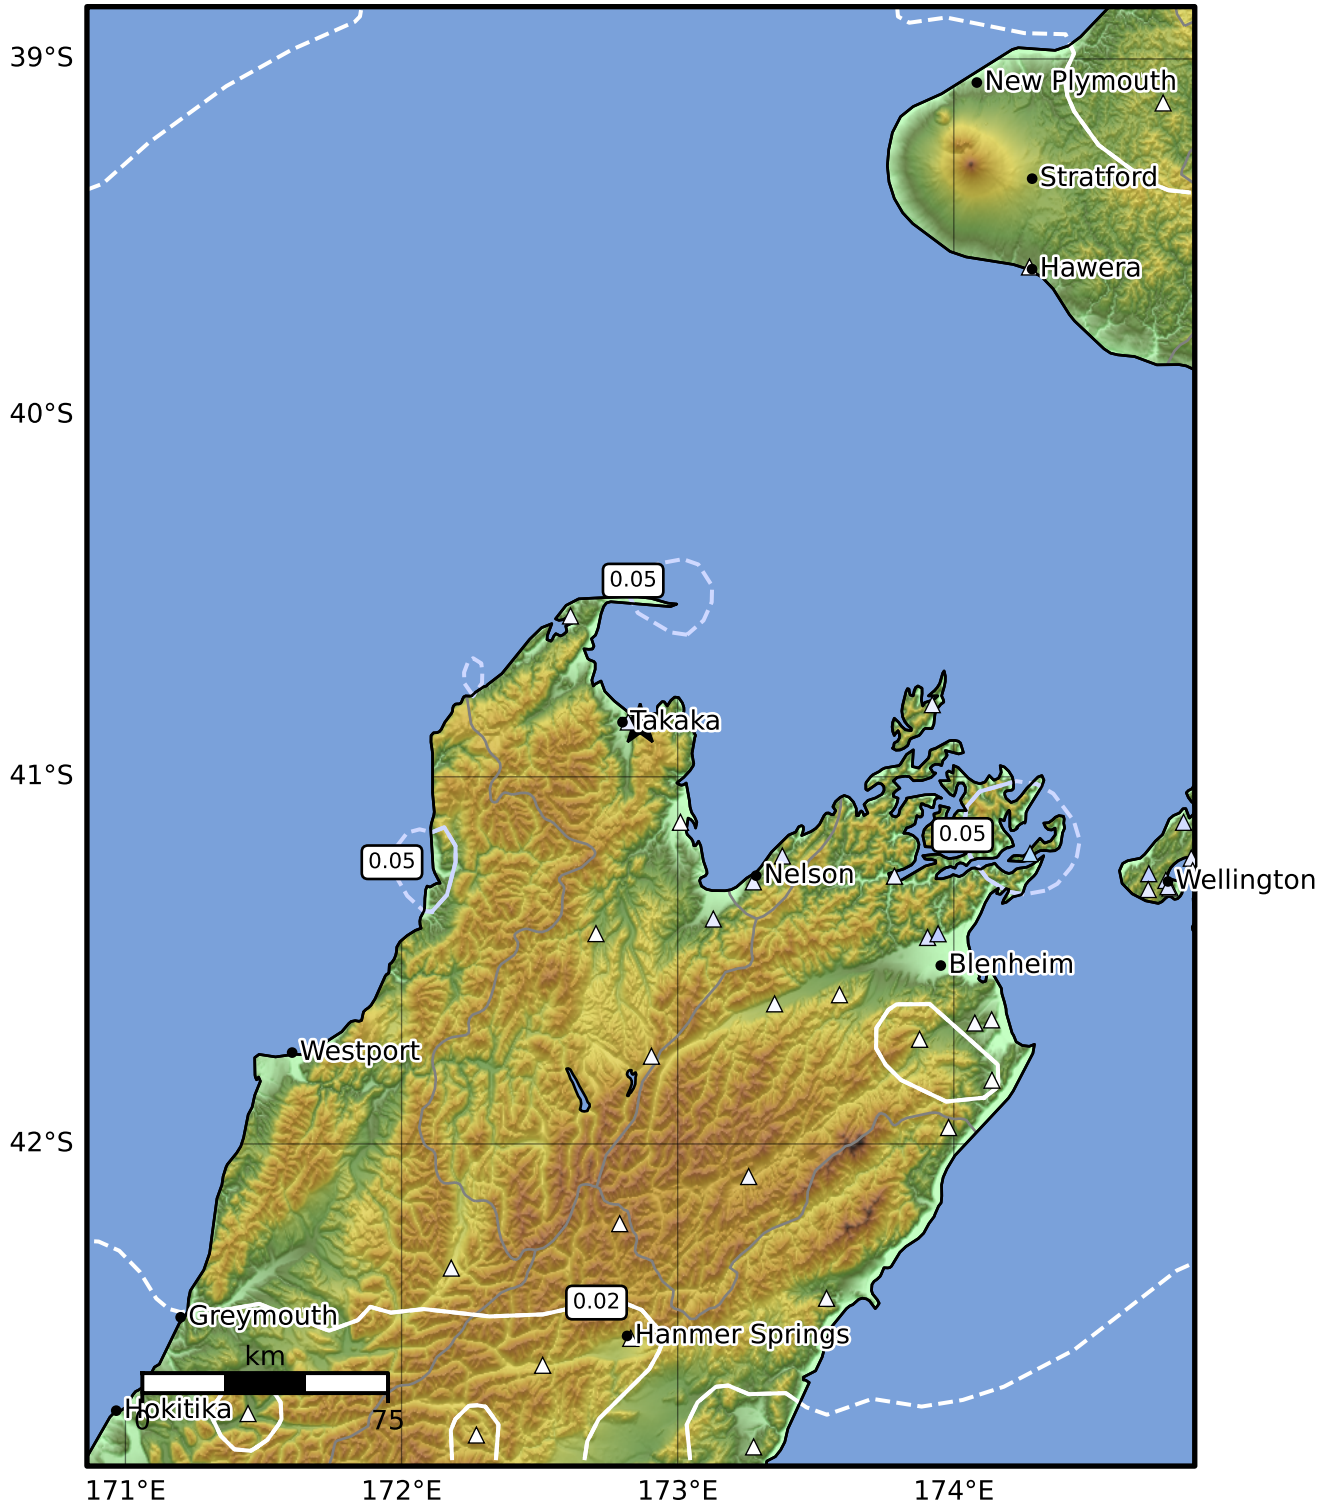 39°S
New Plymouth
Stratford
Hawera
40°S
0.05
Takaka
41°S
0.05
0.05
Nelson
Wellington
Blenheim
Westport
42°S
0.02
Greymouth
Hanmer Springs
km
Hokitika
0
75
171°E
172°E
173°E
174°E